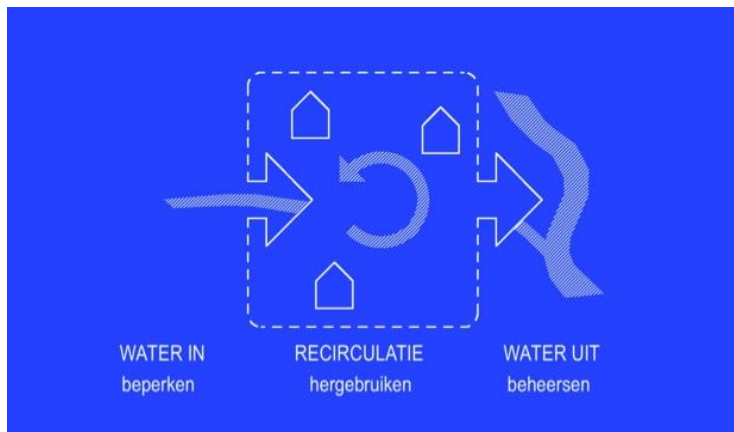 WATER IN
RECIRCULATIE
WATER UIT
beperken
hergebruiken
beheersen